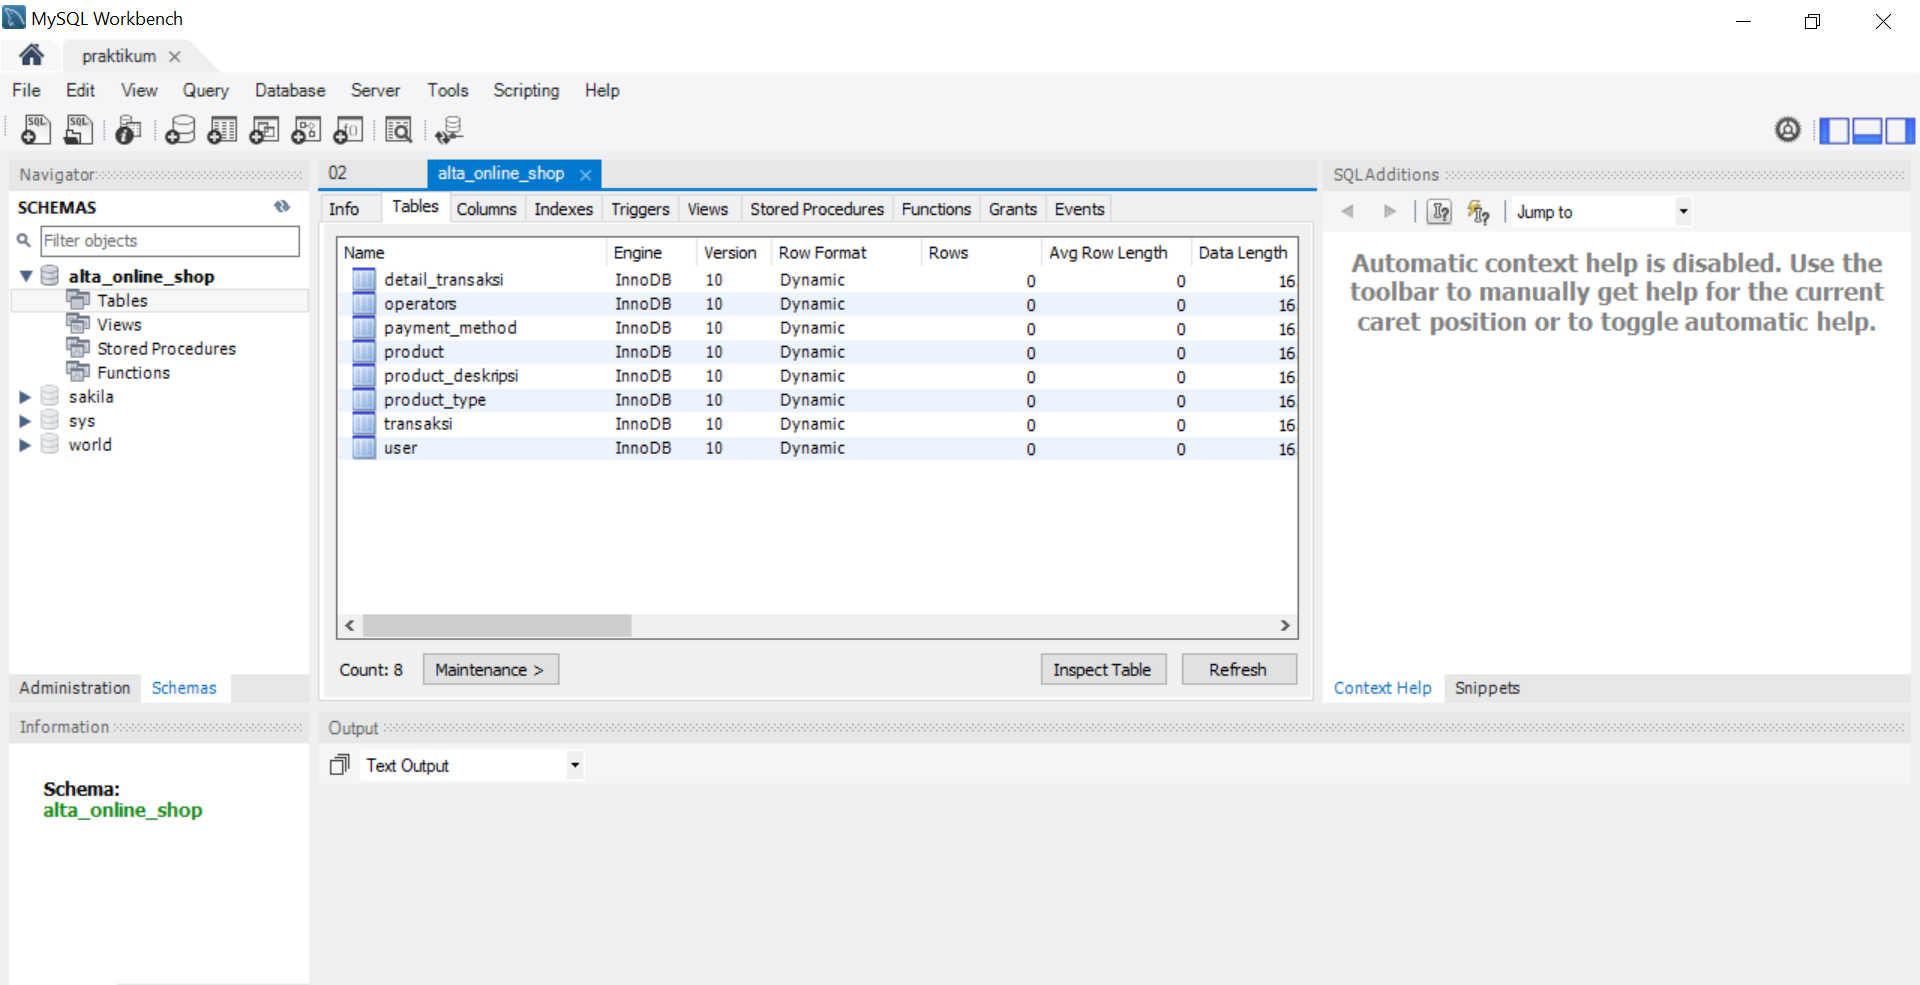 MySQL Workbench
praktikum
File Edit View Query Database Server Tools Scripting Help
Navigator
SCHEMAS
Filter objects
alta_online_shop
Tables
Views
Stored Procedures
Functions
sakila
sys
world
Administration Schemas
Information
Schema:
alta_online_shop
02 alta_online_shop
Info Tables Columns Indexes Triggers Views Stored Procedures Functions Grants Events
Name Engine Version Row Format Rows Avg Row Length Data Length
detail_transaksi InnoDB 10 Dynamic 0 0 16
operators InnoDB 10 Dynamic 0 0 16
payment_method InnoDB 10 Dynamic 0 0 16
product InnoDB 10 Dynamic 0 0 16
product_deskripsi InnoDB 10 Dynamic 0 0 16
product_type InnoDB 10 Dynamic 0 0 16
transaksi InnoDB 10 Dynamic 0 0 16
user InnoDB 10 Dynamic 0 0 16
Count: 8 Maintenance > Inspect Table Refresh
Output
Text Output
SQLAdditions
Jump to
Automatic context help is disabled. Use the
toolbar to manually get help for the current
caret position or to toggle automatic help.
Context Help Snippets